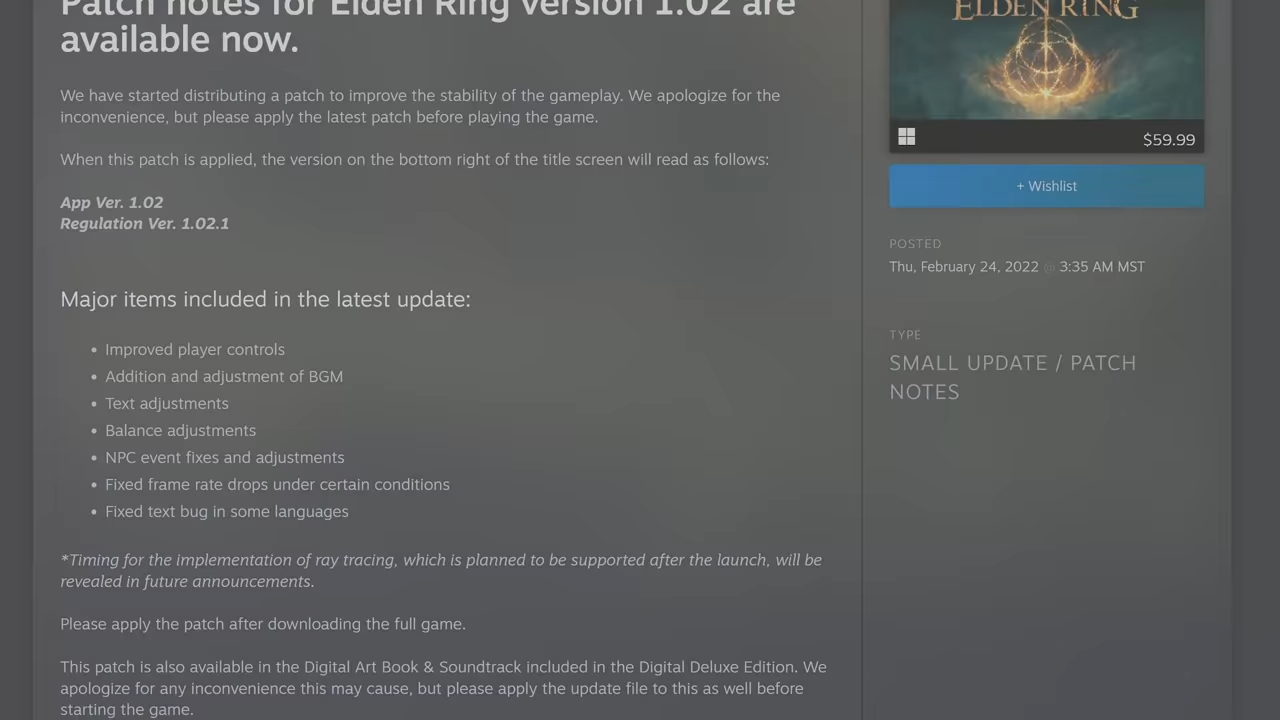 Patch notes for Elden Ring version 1.02 are
available now.
We have started distributing a patch to improve the stability of the gameplay. We apologize for the
inconvenience, but please apply the latest patch before playing the game.
When this patch is applied, the version on the bottom right of the title screen will read as follows:
App Ver. 1.02
Regulation Ver. 1.02.1
Major items included in the latest update:
• Improved player controls
• Addition and adjustment of BGM
• Text adjustments
• Balance adjustments
• NPC event fixes and adjustments
• Fixed frame rate drops under certain conditions
• Fixed text bug in some languages
*Timing for the implementation of ray tracing, which is planned to be supported after the launch, will be
revealed in future announcements.
Please apply the patch after downloading the full game.
This patch is also available in the Digital Art Book & Soundtrack included in the Digital Deluxe Edition. We
apologize for any inconvenience this may cause, but please apply the update file to this as well before
starting the game.
ELDEN RING
$59.99
+ Wishlist
POSTED
Thu, February 24, 2022 @ 3:35 AM MST
TYPE
SMALL UPDATE / PATCH
NOTES